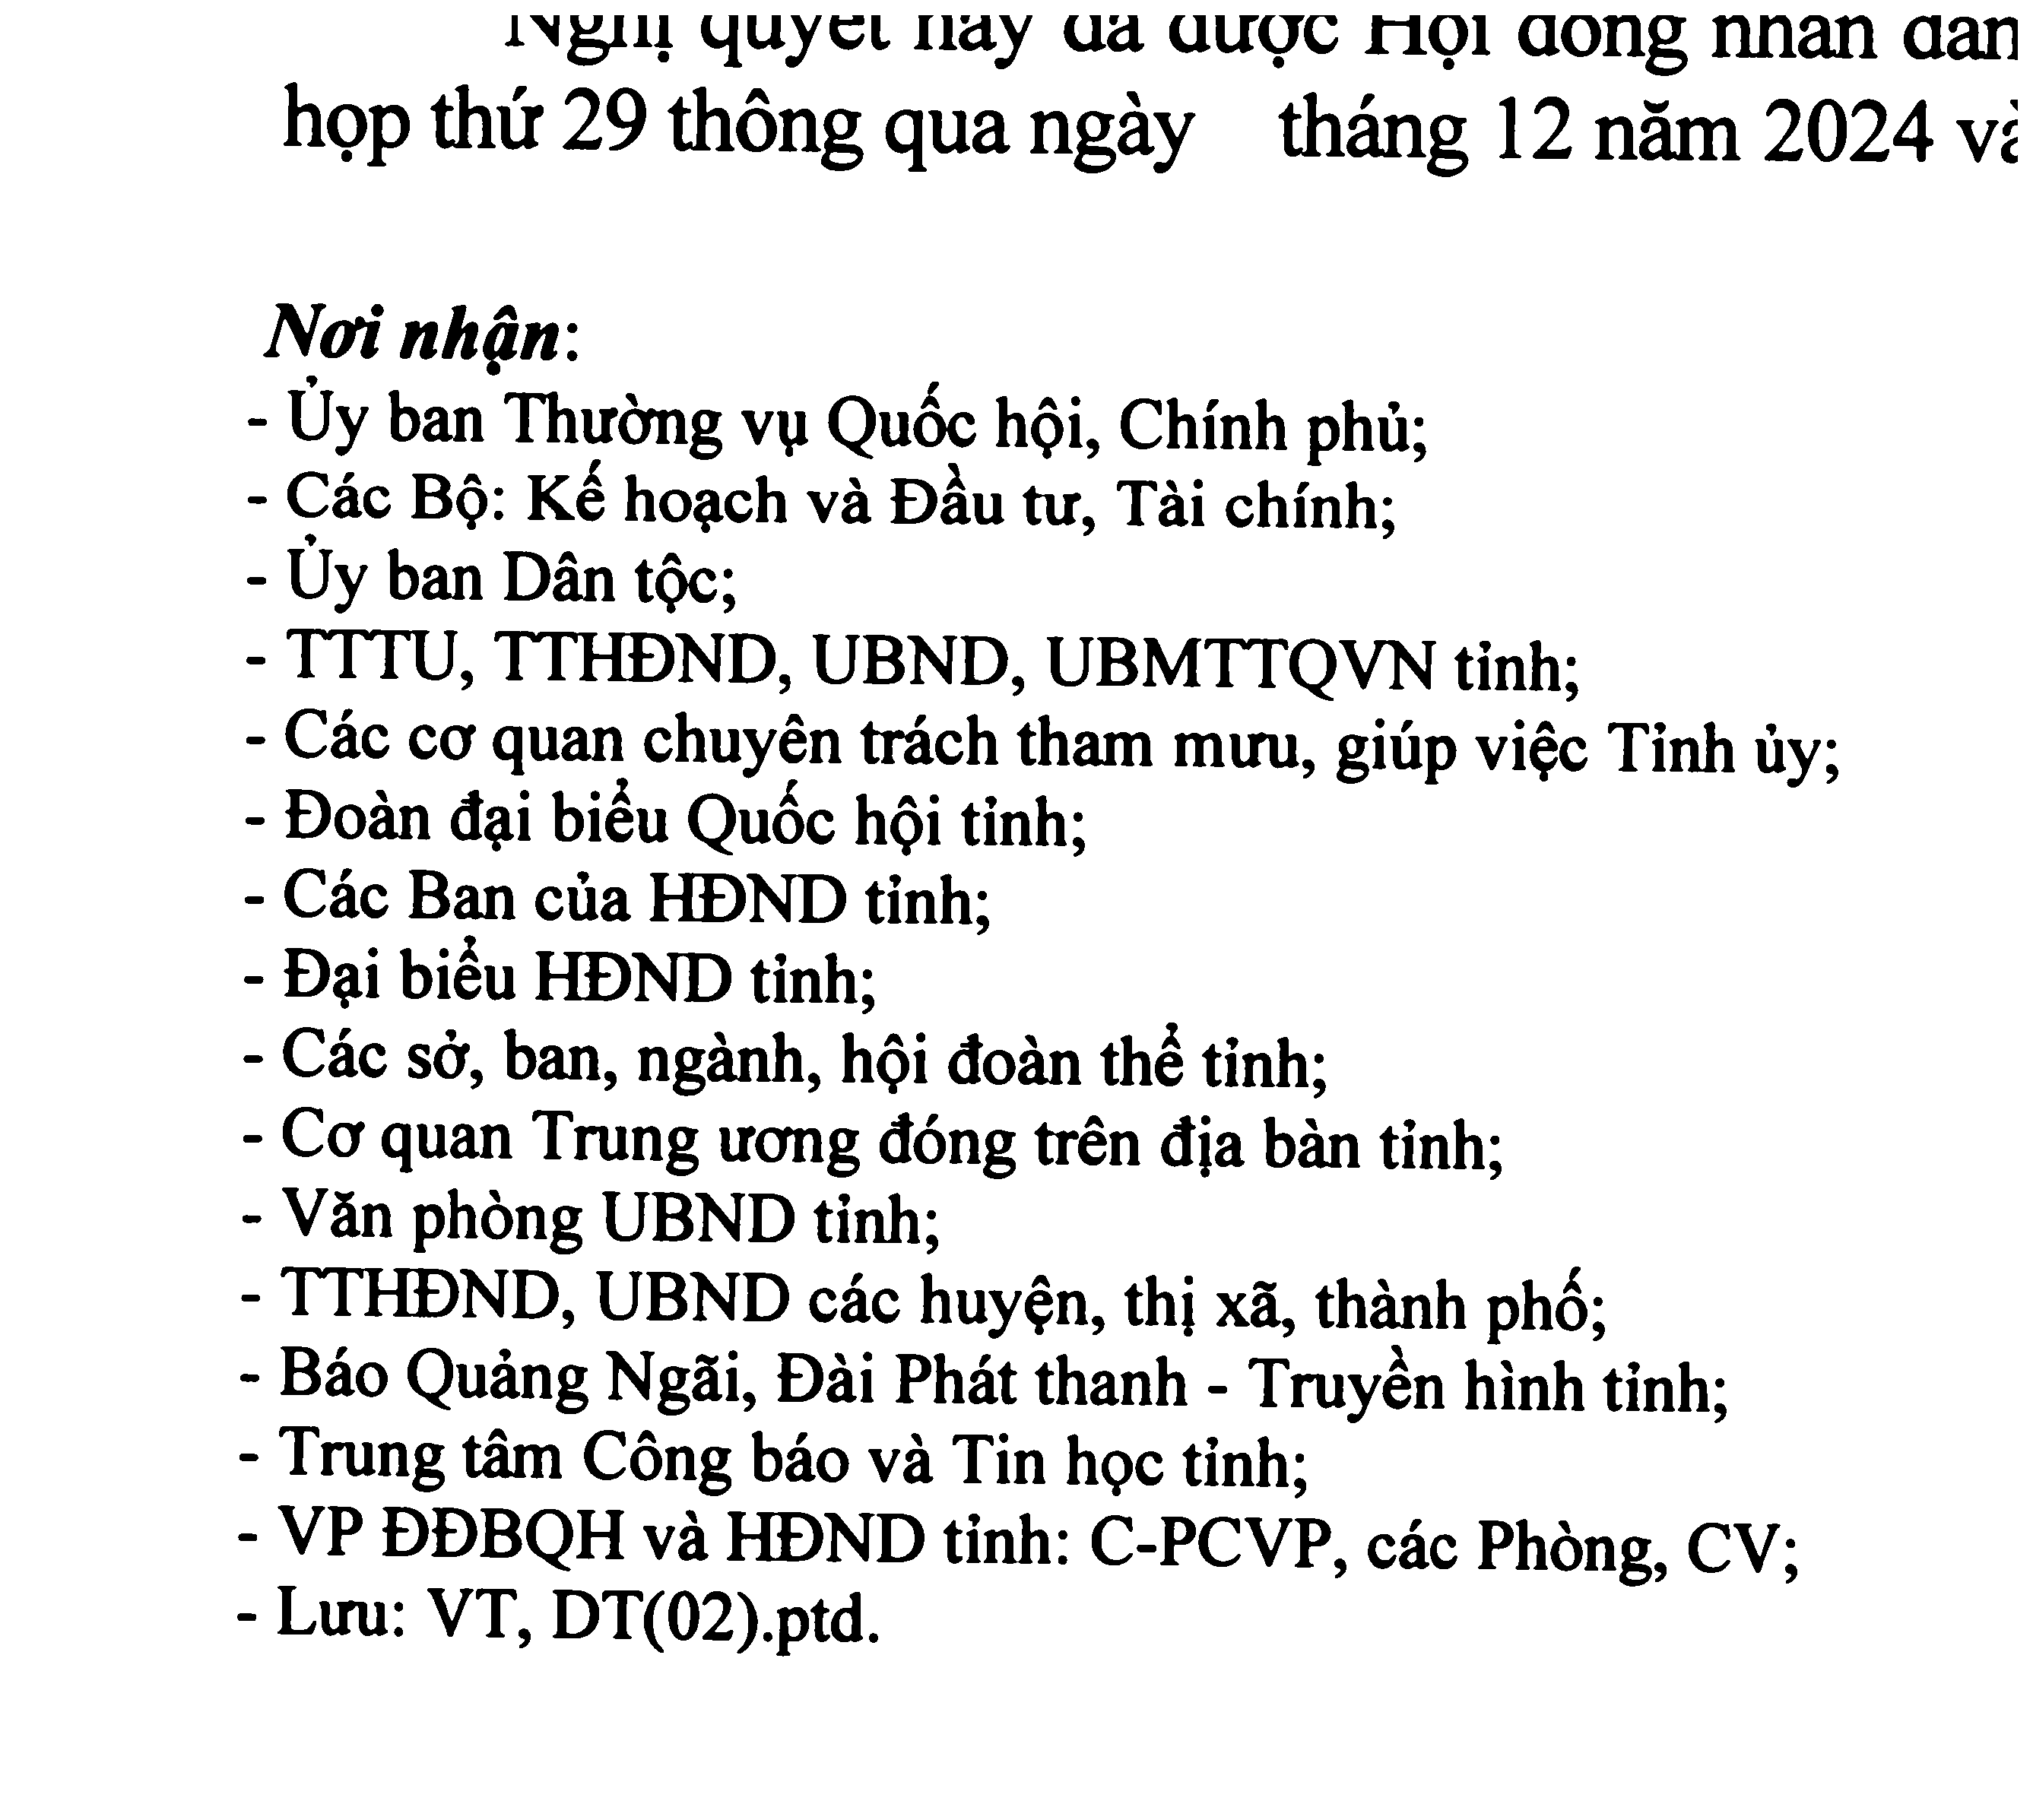 Nghị quyết này đã được Hội đồng nhân dân
họp thứ 29 thông qua ngày tháng 12 năm 2024 và
Nơi nhận:
- Ủy ban Thường vụ Quốc hội, Chính phủ;
- Các Bộ: Kế hoạch và Đầu tư, Tài chính;
- Ủy ban Dân tộc;
- TTTU, TTHĐND, UBND, UBMTTQVN tỉnh;
- Các cơ quan chuyên trách tham mưu, giúp việc Tỉnh ủy;
- Đoàn đại biểu Quốc hội tỉnh;
- Các Ban của HĐND tỉnh;
- Đại biểu HĐND tỉnh;
- Các sở, ban, ngành, hội đoàn thể tỉnh;
- Cơ quan Trung ương đóng trên địa bàn tỉnh;
- Văn phòng UBND tỉnh;
- TTHĐND, UBND các huyện, thị xã, thành phố;
- Báo Quảng Ngãi, Đài Phát thanh - Truyền hình tỉnh;
- Trung tâm Công báo và Tin học tỉnh;
- VP ĐĐBQH và HĐND tỉnh: C-PCVP, các Phòng, CV;
- Lưu: VT, DT(02).ptd.